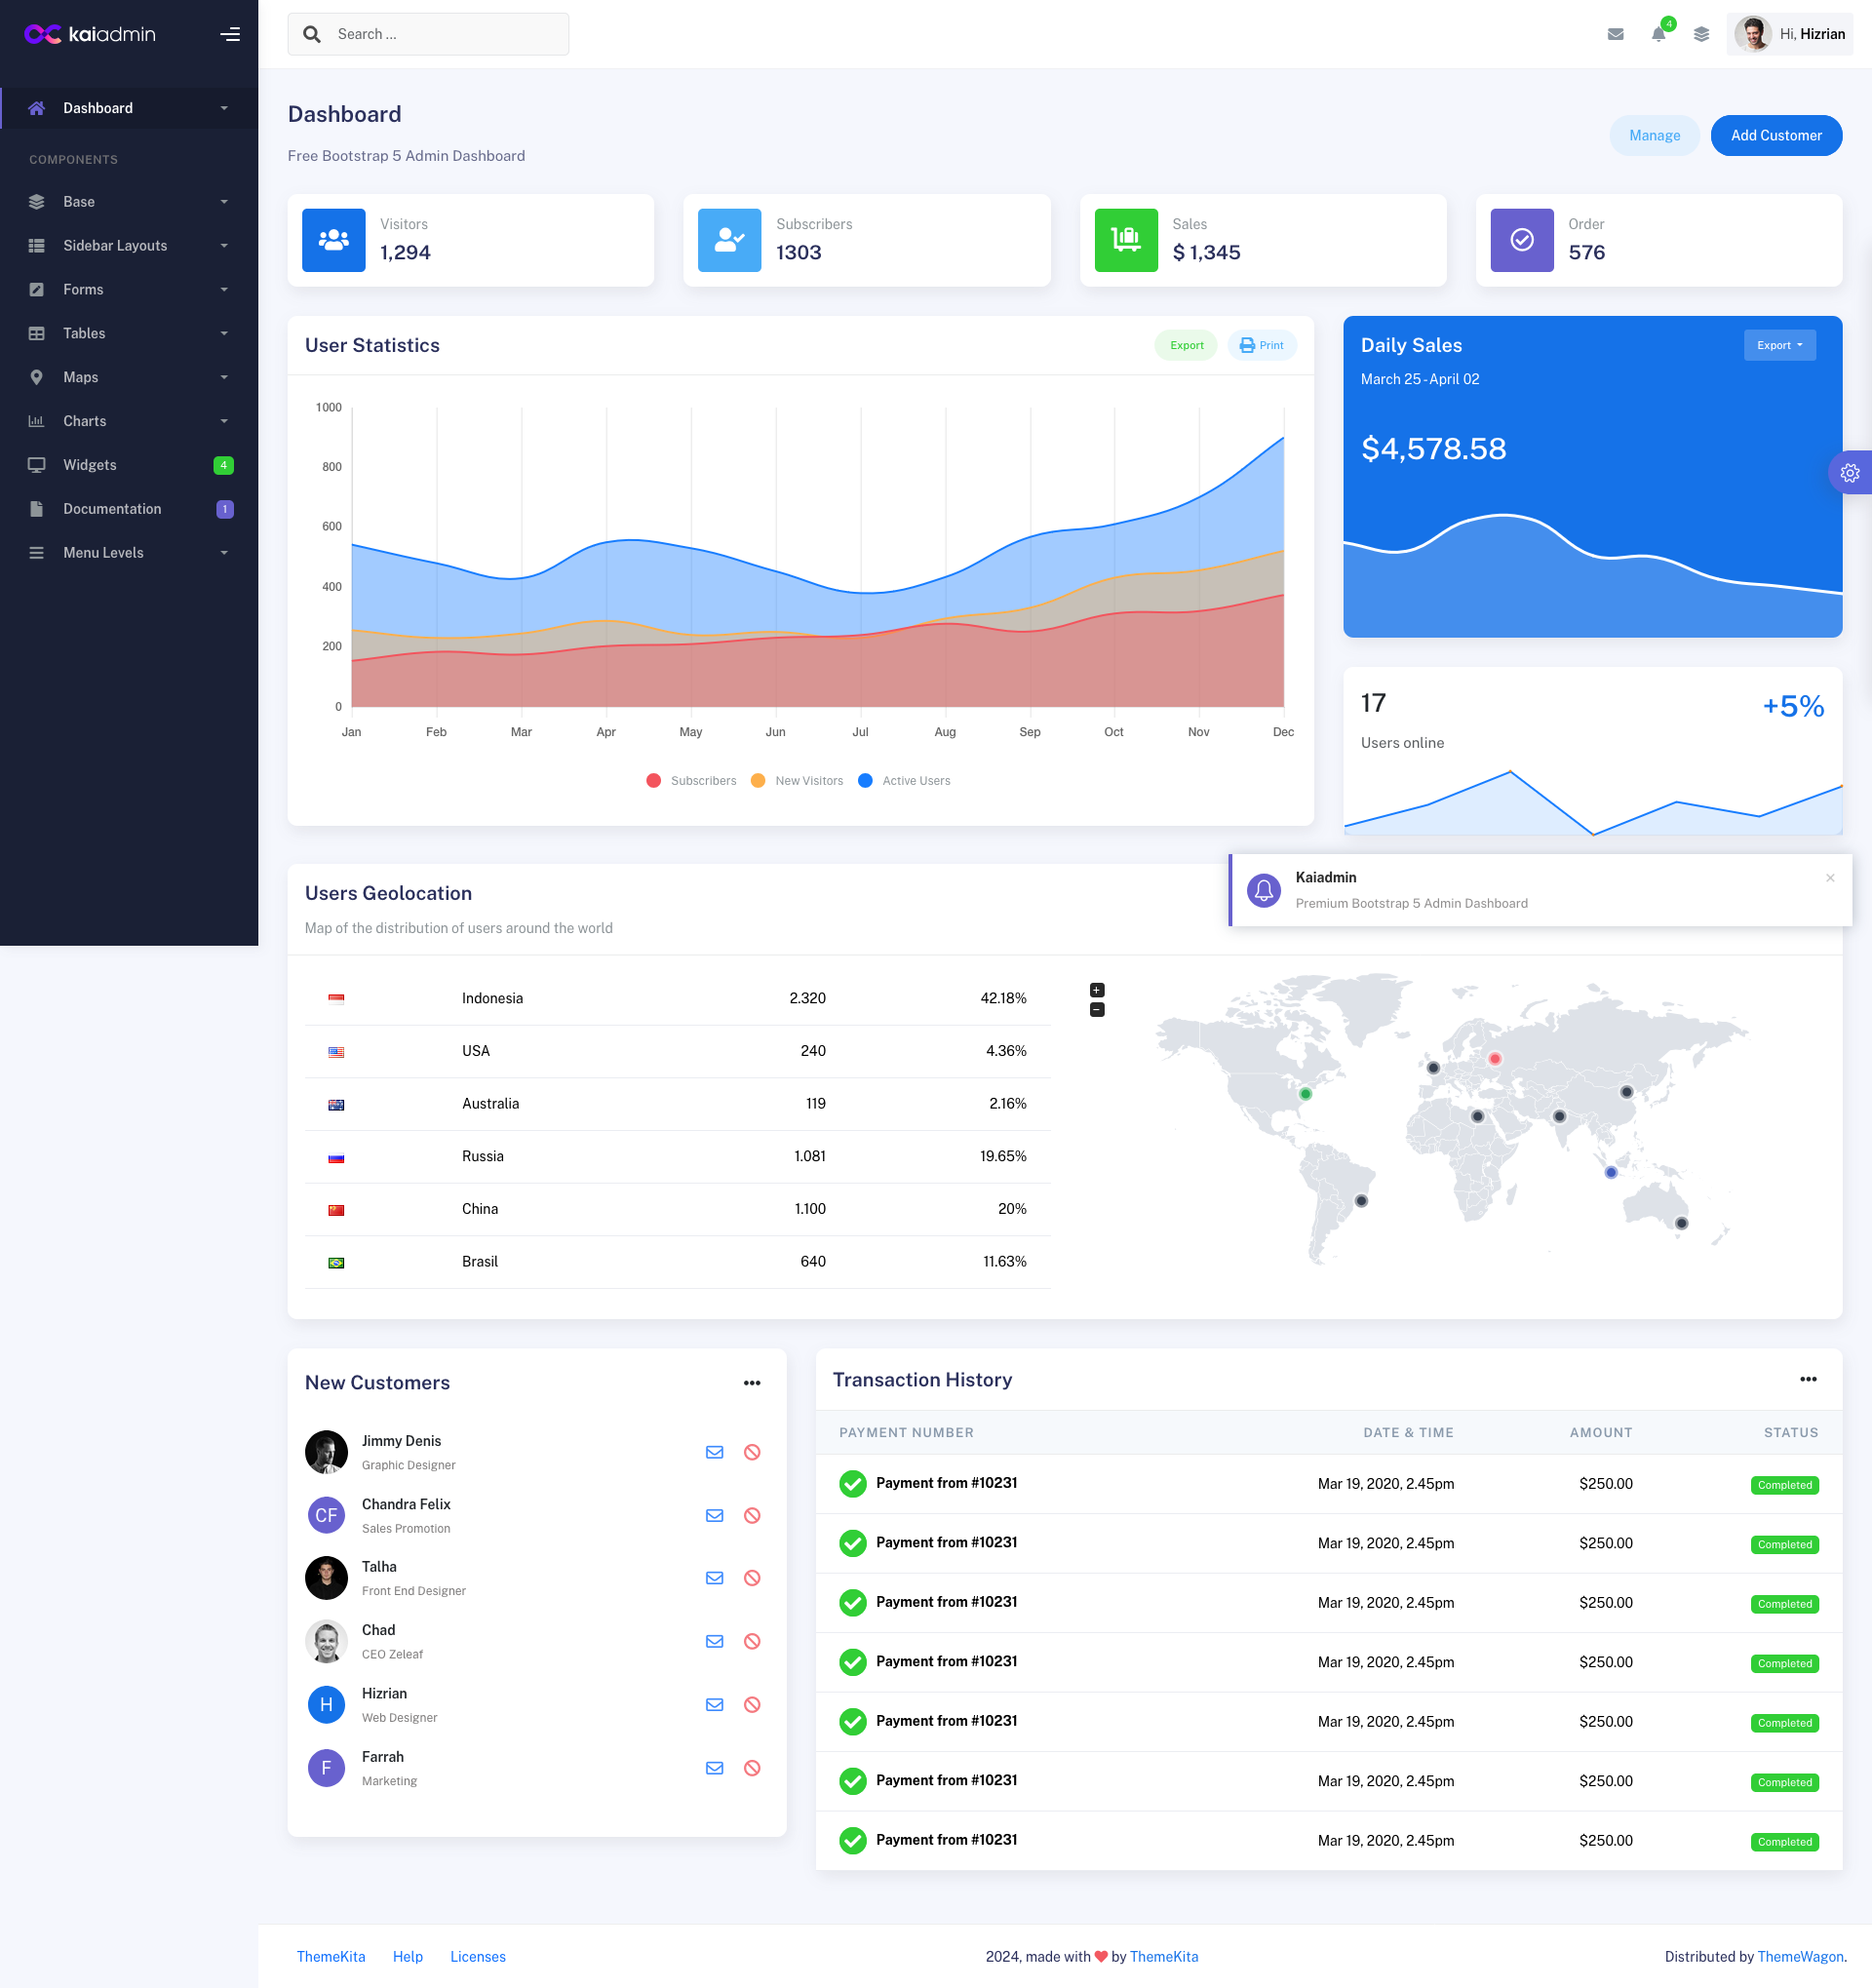 kaiadmin
Search ...
4
Hi, Hizrian
Dashboard
COMPONENTS
Base
Sidebar Layouts
Forms
Tables
Maps
Charts
Widgets 4
Documentation 1
Menu Levels
Dashboard
Free Bootstrap 5 Admin Dashboard
Manage
Add Customer
Visitors
1,294
Subscribers
1303
Sales
$ 1,345
Order
576
User Statistics
Export
Print
1000
800
600
400
200
0
Jan Feb Mar Apr May Jun Jul Aug Sep Oct Nov Dec
Subscribers New Visitors Active Users
Daily Sales
Export
March 25 - April 02
$4,578.58
17
+5%
Users online
Kaiadmin
Premium Bootstrap 5 Admin Dashboard
×
Users Geolocation
Map of the distribution of users around the world
Indonesia 2.320 42.18%
USA 240 4.36%
Australia 119 2.16%
Russia 1.081 19.65%
China 1.100 20%
Brasil 640 11.63%
+
−
New Customers
Jimmy Denis
Graphic Designer
CF
Chandra Felix
Sales Promotion
Talha
Front End Designer
Chad
CEO Zeleaf
H
Hizrian
Web Designer
F
Farrah
Marketing
Transaction History
PAYMENT NUMBER DATE & TIME AMOUNT STATUS
Payment from #10231 Mar 19, 2020, 2.45pm $250.00 Completed
Payment from #10231 Mar 19, 2020, 2.45pm $250.00 Completed
Payment from #10231 Mar 19, 2020, 2.45pm $250.00 Completed
Payment from #10231 Mar 19, 2020, 2.45pm $250.00 Completed
Payment from #10231 Mar 19, 2020, 2.45pm $250.00 Completed
Payment from #10231 Mar 19, 2020, 2.45pm $250.00 Completed
Payment from #10231 Mar 19, 2020, 2.45pm $250.00 Completed
ThemeKita Help Licenses
2024, made with ❤ by ThemeKita
Distributed by ThemeWagon.